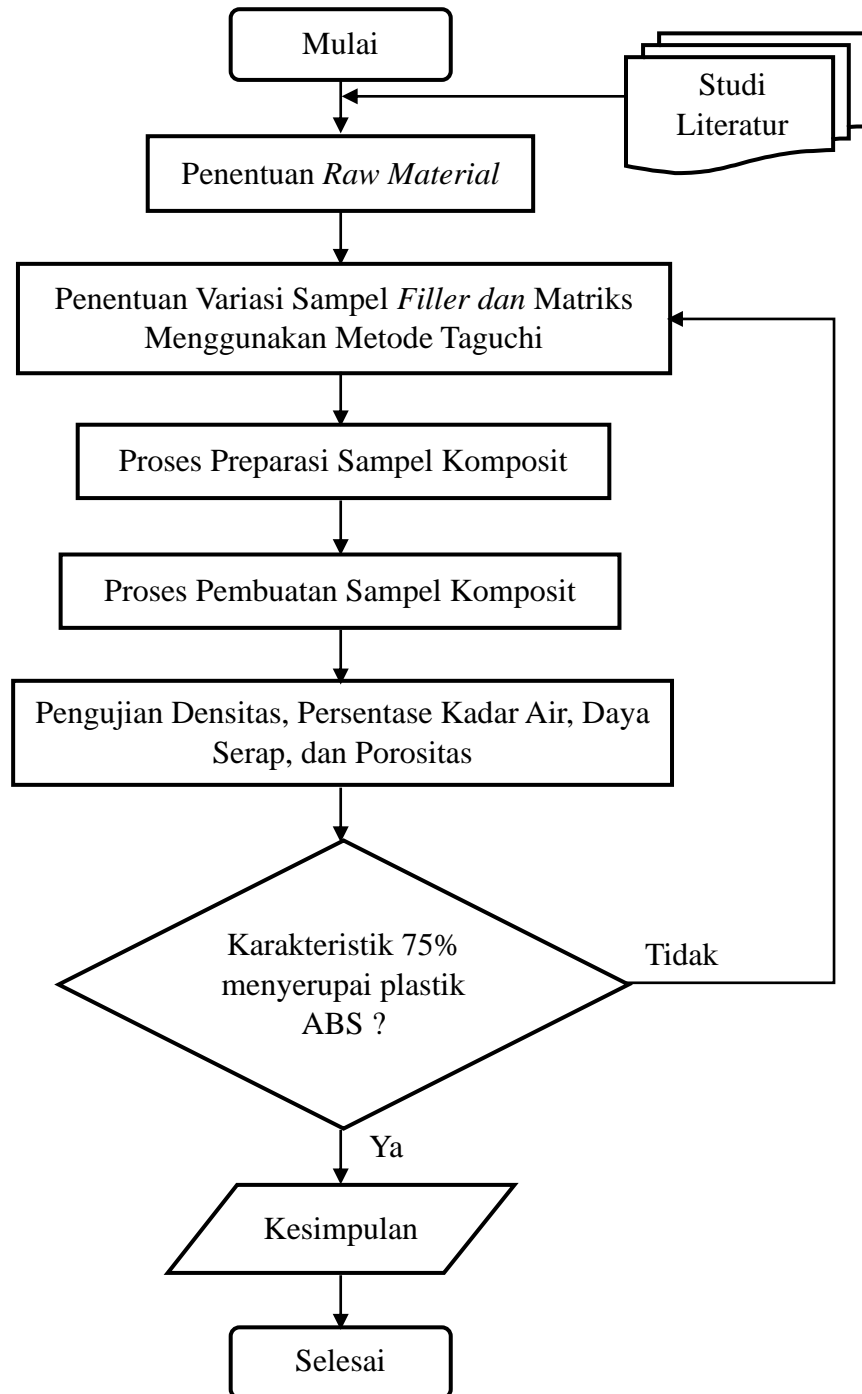 Mulai
Studi
Literatur
Penentuan Raw Material
Penentuan Variasi Sampel Filler dan Matriks
Menggunakan Metode Taguchi
Proses Preparasi Sampel Komposit
Proses Pembuatan Sampel Komposit
Pengujian Densitas, Persentase Kadar Air, Daya
Serap, dan Porositas
Karakteristik 75%
menyerupai plastik
ABS ?
Tidak
Ya
Kesimpulan
Selesai